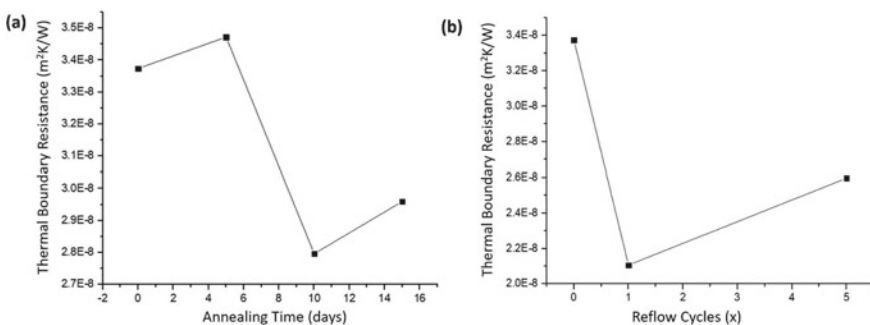 (a)
Thermal Boundary Resistance (m²K/W)
3.5E-8
3.4E-8
3.3E-8
3.2E-8
3.1E-8
3.0E-8
2.9E-8
2.8E-8
2.7E-8
-2 0 2 4 6 8 10 12 14 16
Annealing Time (days)
(b)
Thermal Boundary Resistance (m²K/W)
3.4E-8
3.2E-8
3.0E-8
2.8E-8
2.6E-8
2.4E-8
2.2E-8
2.0E-8
0 1 2 3 4 5
Reflow Cycles (x)